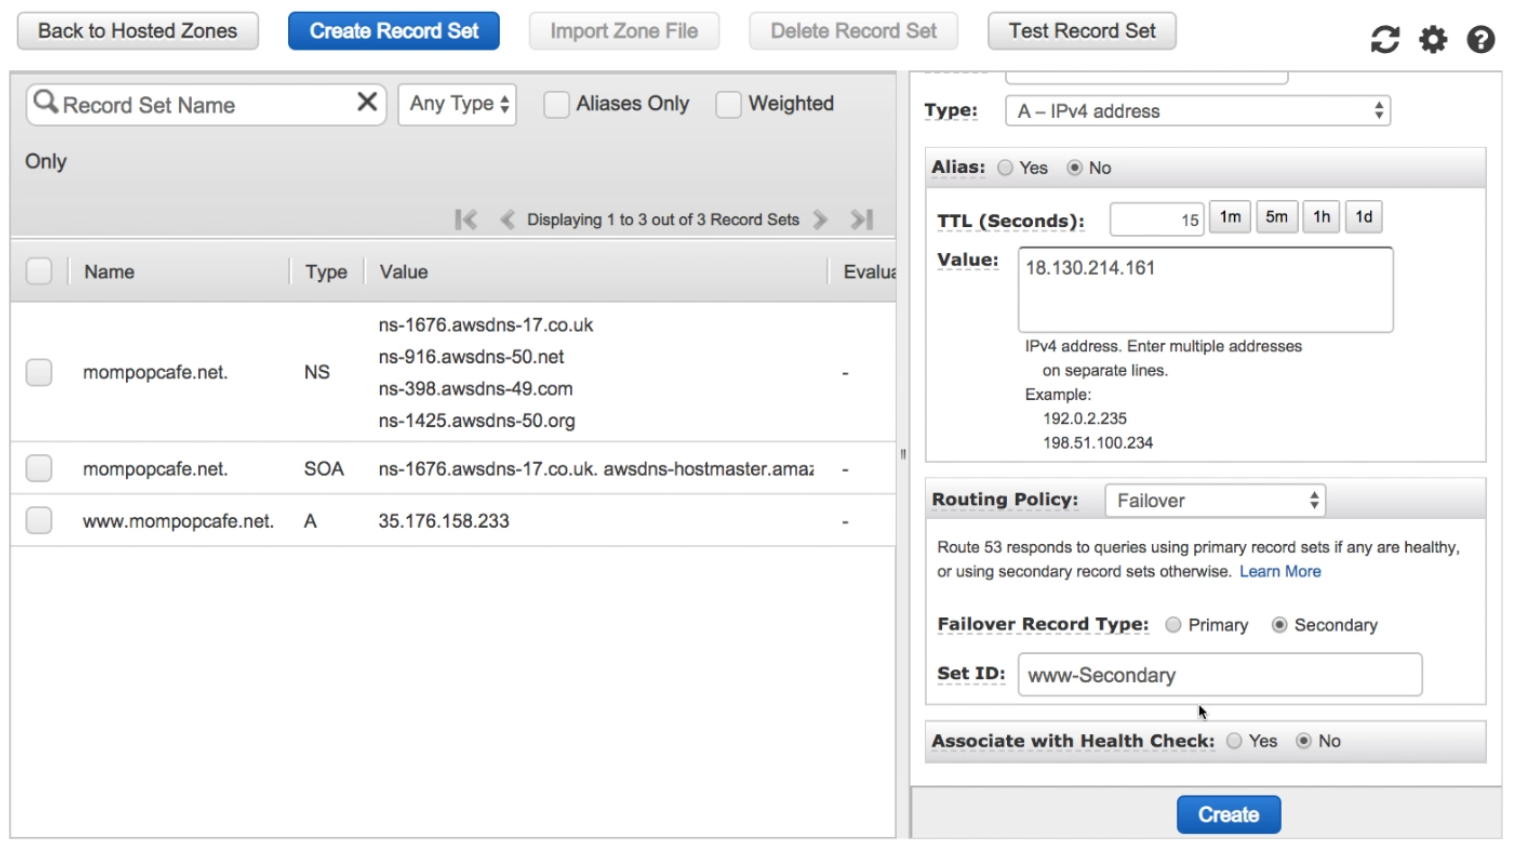 Back to Hosted Zones
Create Record Set
Import Zone File
Delete Record Set
Test Record Set
Record Set Name
Any Type
Aliases Only
Weighted
Only
Displaying 1 to 3 out of 3 Record Sets
Name
Type
Value
Evalua
mompopcafe.net.
NS
ns-1676.awsdns-17.co.uk
ns-916.awsdns-50.net
ns-398.awsdns-49.com
ns-1425.awsdns-50.org
-
mompopcafe.net.
SOA
ns-1676.awsdns-17.co.uk. awsdns-hostmaster.amaz
-
www.mompopcafe.net.
A
35.176.158.233
-
Type:
A – IPv4 address
Alias:
Yes
No
TTL (Seconds):
15
1m
5m
1h
1d
Value:
18.130.214.161
IPv4 address. Enter multiple addresses
on separate lines.
Example:
192.0.2.235
198.51.100.234
Routing Policy:
Failover
Route 53 responds to queries using primary record sets if any are healthy,
or using secondary record sets otherwise. Learn More
Failover Record Type:
Primary
Secondary
Set ID:
www-Secondary
Associate with Health Check:
Yes
No
Create